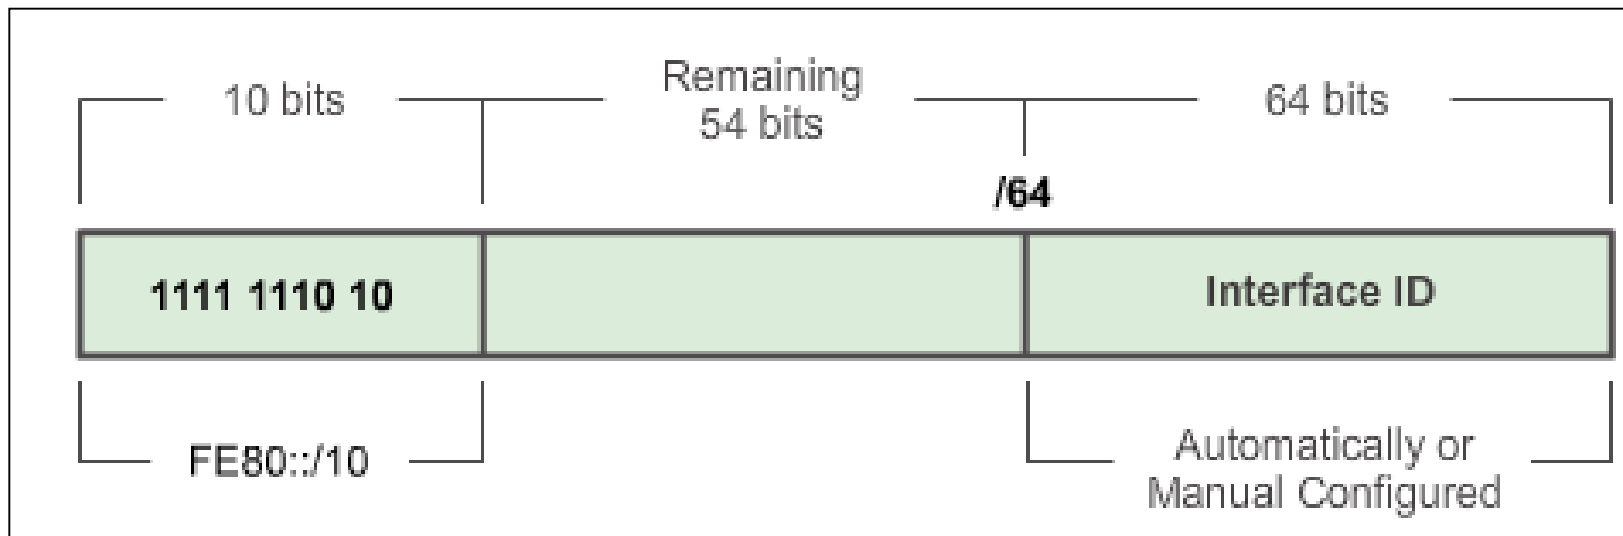 10 bits
Remaining
54 bits
64 bits
/64
1111 1110 10
Interface ID
FE80::/10
Automatically or
Manual Configured